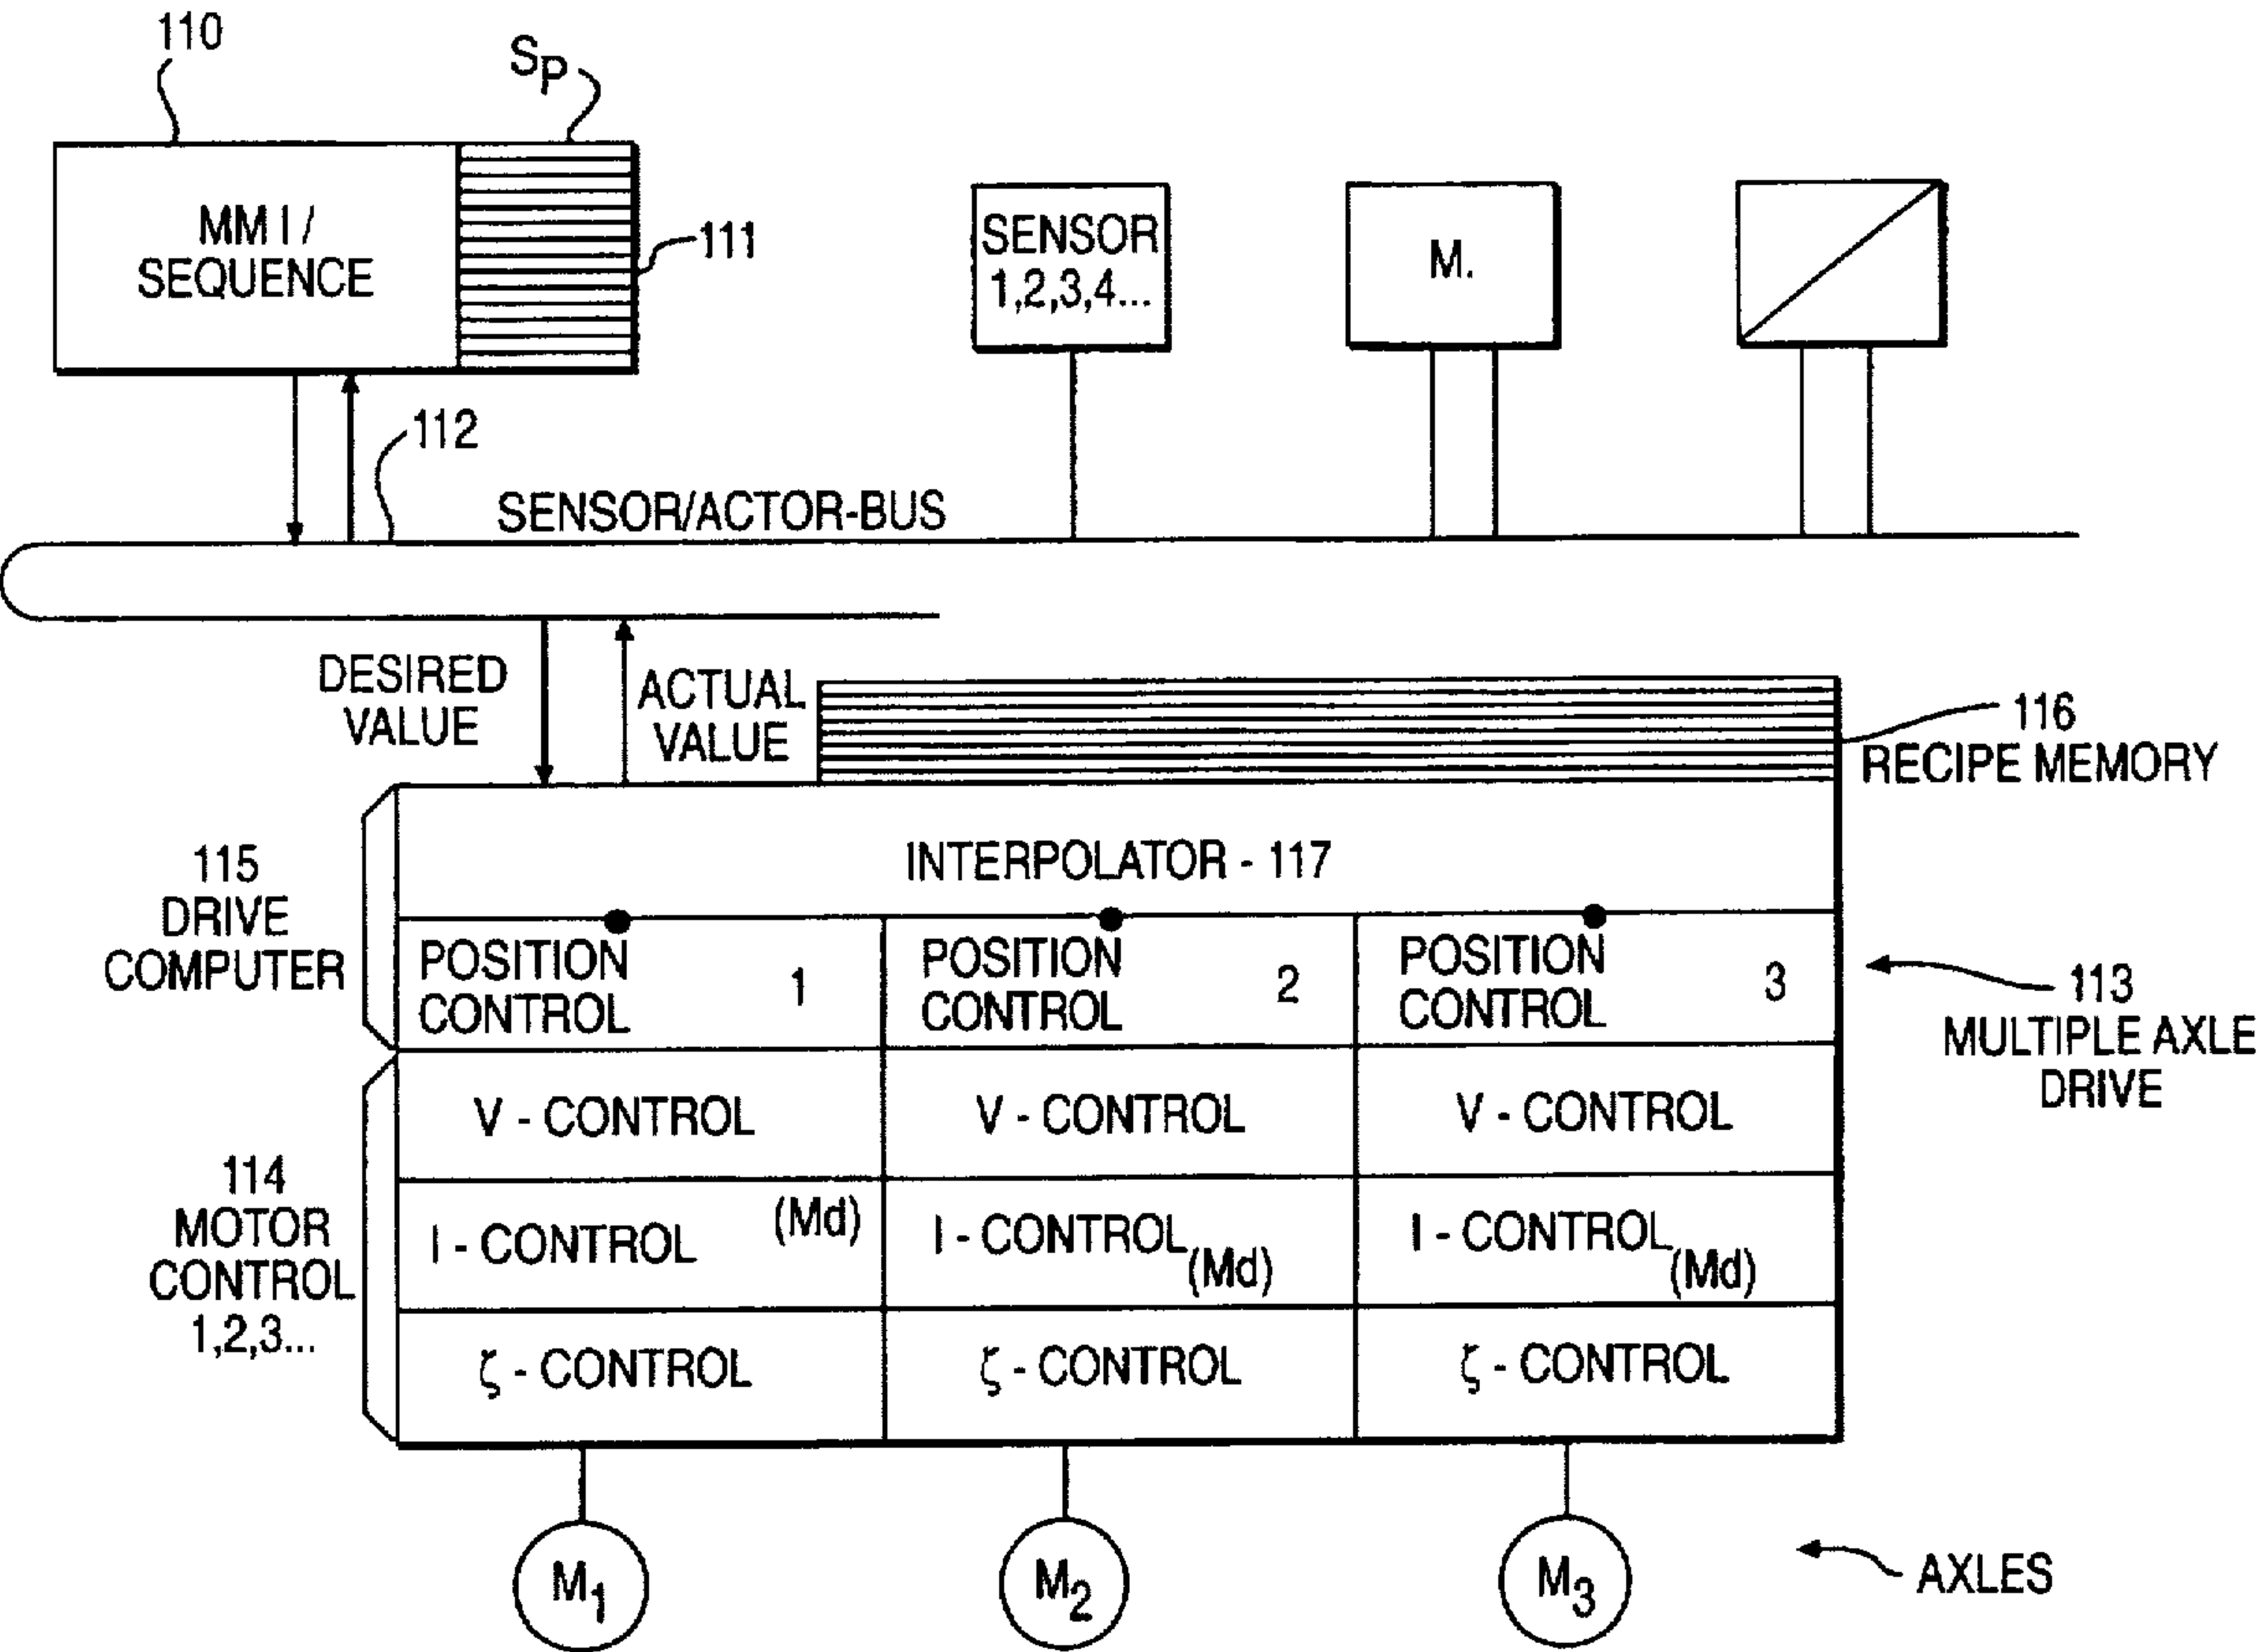 110
SP
MMI/
SEQUENCE
111
SENSOR
1,2,3,4...
M.
112
SENSOR/ACTOR-BUS
DESIRED
VALUE
ACTUAL
VALUE
116
RECIPE MEMORY
115
DRIVE
COMPUTER
INTERPOLATOR - 117
POSITION
CONTROL 1
POSITION
CONTROL 2
POSITION
CONTROL 3
113
MULTIPLE AXLE
DRIVE
V - CONTROL
V - CONTROL
V - CONTROL
114
MOTOR
CONTROL
1,2,3...
I - CONTROL (Md)
I - CONTROL (Md)
I - CONTROL (Md)
ζ - CONTROL
ζ - CONTROL
ζ - CONTROL
M1
M2
M3
AXLES